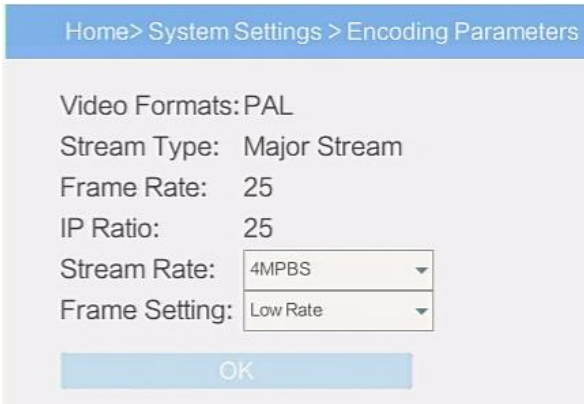 Home> System Settings > Encoding Parameters
Video Formats: PAL
Stream Type: Major Stream
Frame Rate: 25
IP Ratio: 25
Stream Rate: 4MPBS
Frame Setting: Low Rate
OK